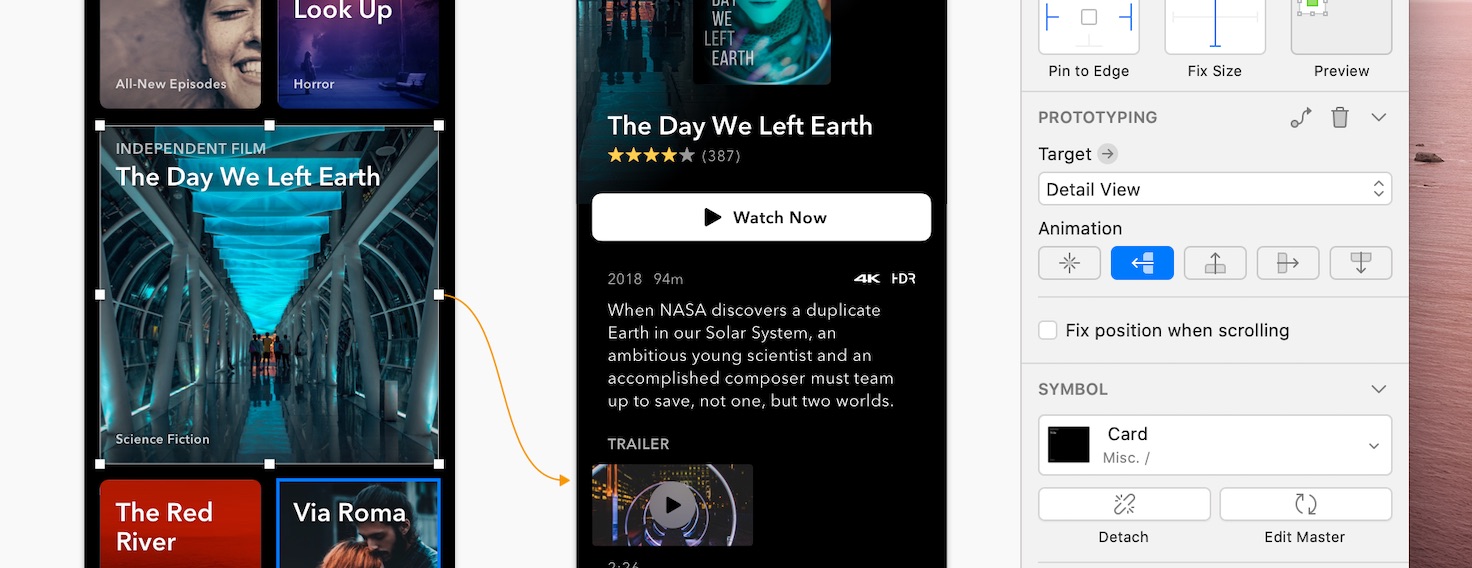 Look Up
All-New Episodes
Horror
INDEPENDENT FILM
The Day We Left Earth
Science Fiction
The Red
River
Via Roma
DAY
WE
LEFT
EARTH
The Day We Left Earth
(387)
Watch Now
2018 94m
4K HDR
When NASA discovers a duplicate
Earth in our Solar System, an
ambitious young scientist and an
accomplished composer must team
up to save, not one, but two worlds.
TRAILER
2:26
Pin to Edge
Fix Size
Preview
PROTOTYPING
Target
Detail View
Animation
Fix position when scrolling
SYMBOL
Card
Misc. /
Detach
Edit Master